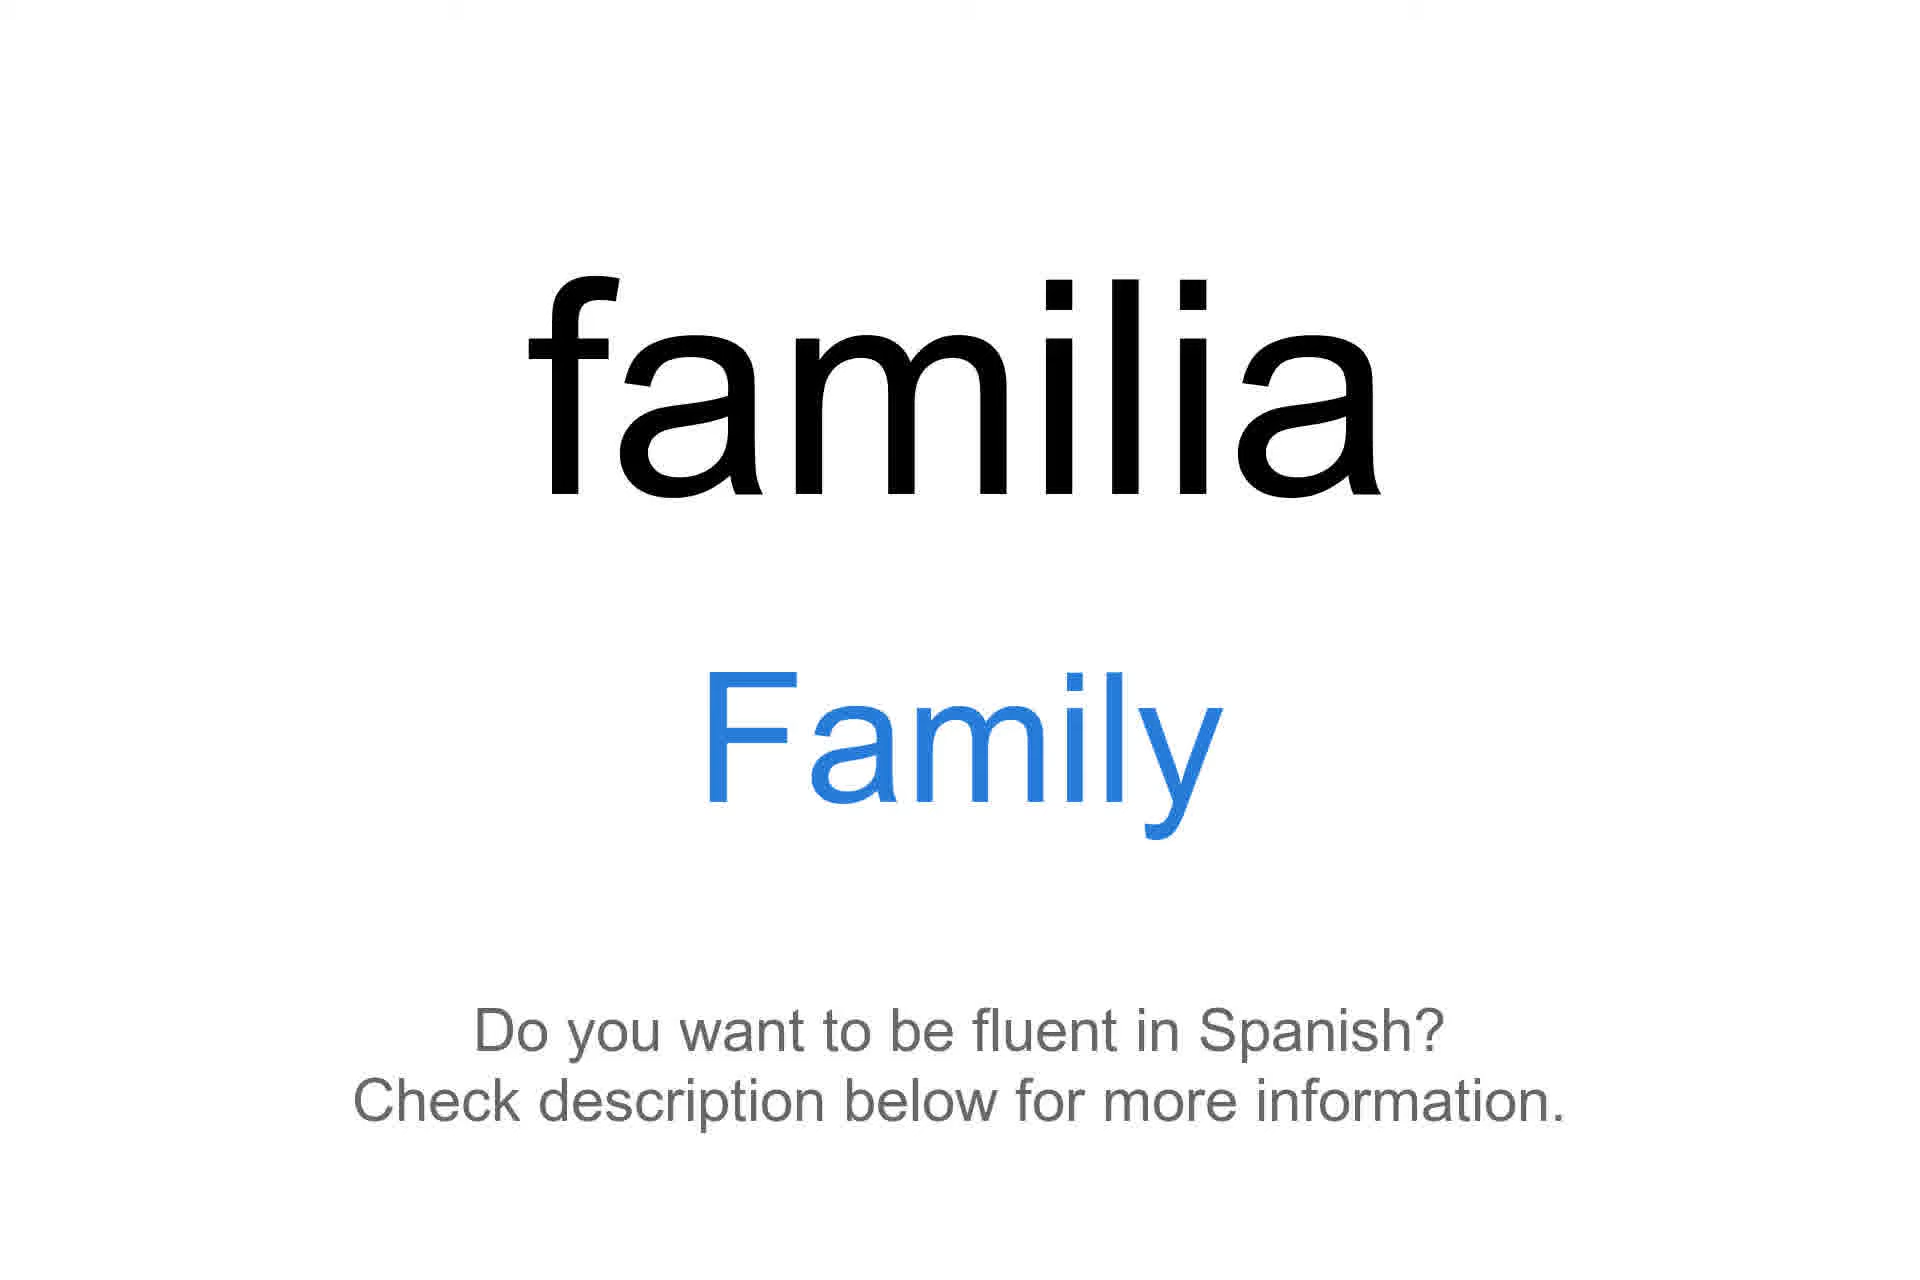 familia
Family
Do you want to be fluent in Spanish?
Check description below for more information.